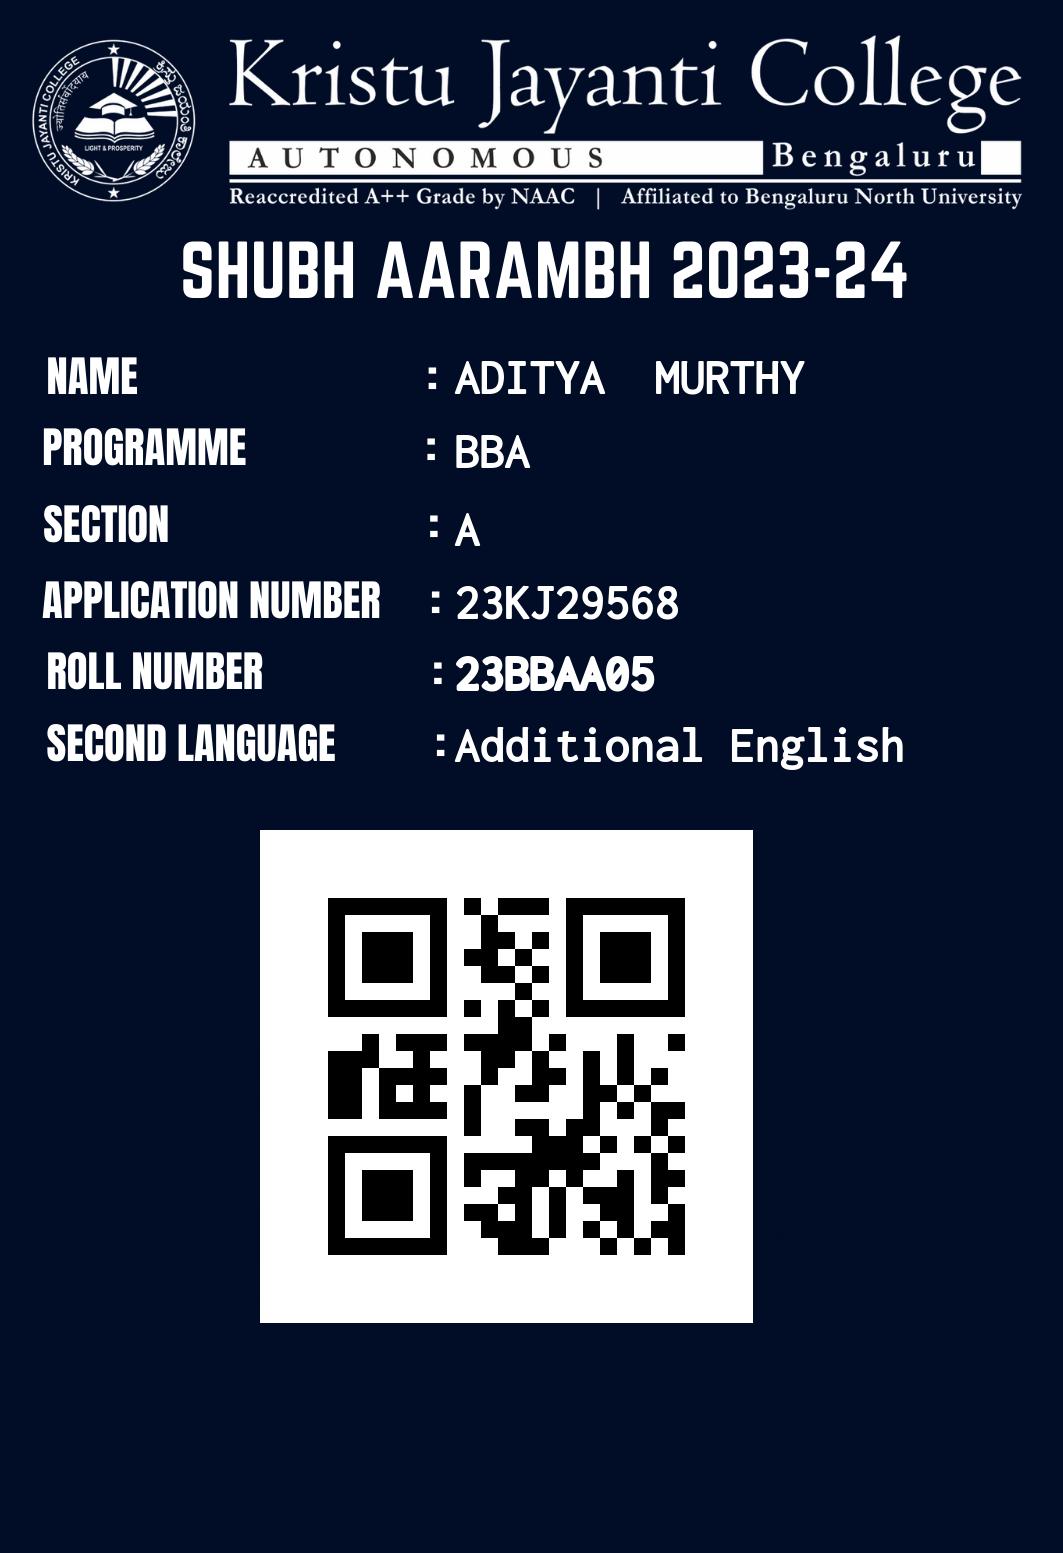 KRISTU JAYANTI COLLEGE
ಕ್ರಿಸ್ತು ಜಯಂತಿ ಕಾಲೇಜು
LIGHT & PROSPERITY
Kristu Jayanti College
AUTONOMOUS Bengaluru
Reaccredited A++ Grade by NAAC | Affiliated to Bengaluru North University
SHUBH AARAMBH 2023-24
NAME : ADITYA MURTHY
PROGRAMME : BBA
SECTION : A
APPLICATION NUMBER : 23KJ29568
ROLL NUMBER : 23BBAA05
SECOND LANGUAGE : Additional English